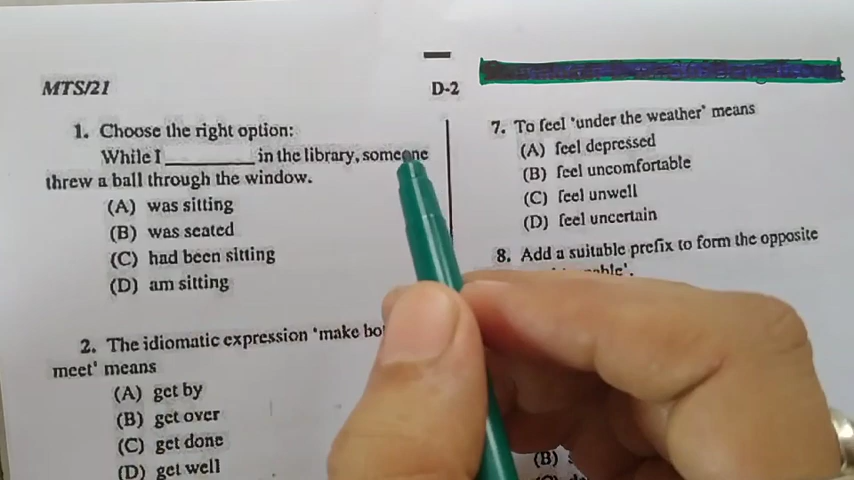 MTS/21
D-2
1. Choose the right option:
While I ________ in the library, someone
threw a ball through the window.
(A) was sitting
(B) was seated
(C) had been sitting
(D) am sitting
2. The idiomatic expression 'make
meet' means
(A) get by
(B) get over
(C) get done
(D) get well
7. To feel 'under the weather' means
(A) feel depressed
(B) feel uncomfortable
(C) feel unwell
(D) feel uncertain
8. Add a suitable prefix to form the opposite
(B)